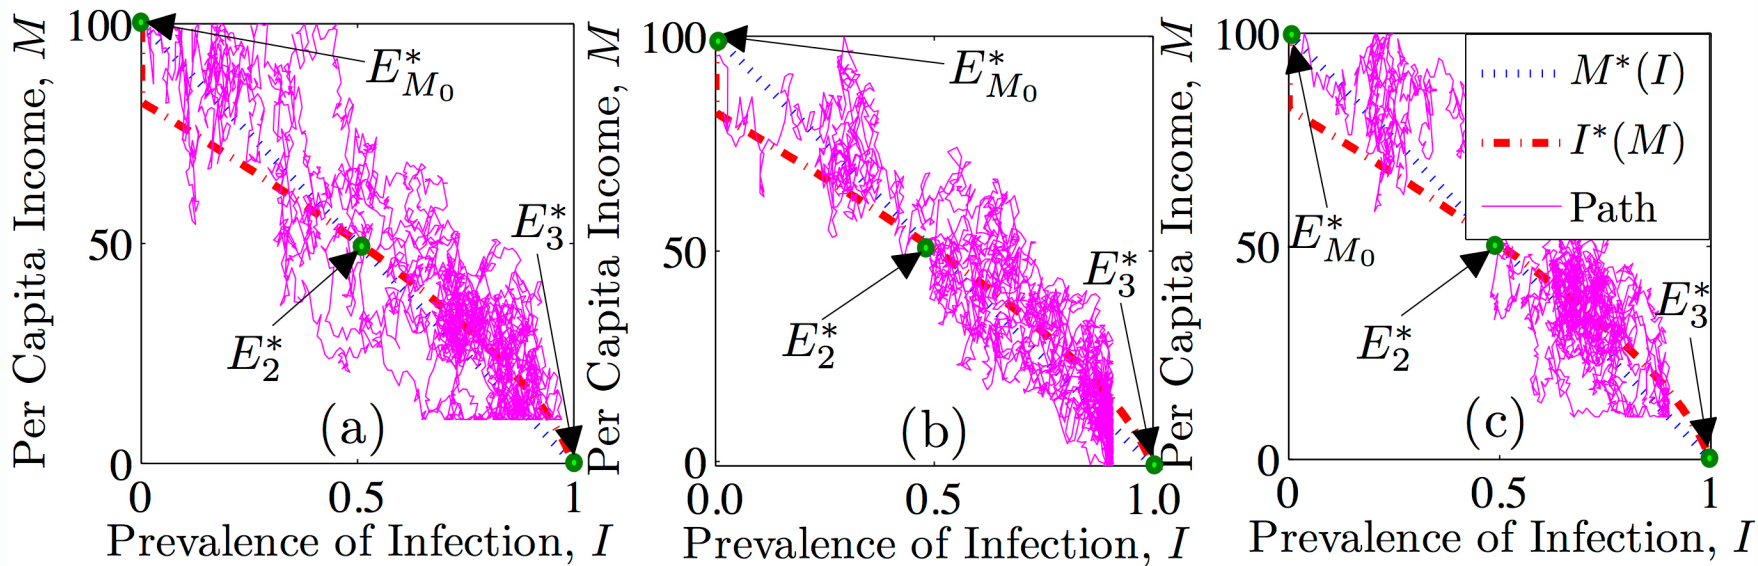 Per Capita Income, M
100
50
0
0
0.5
1
E*M0
E*2
E*3
(a)
Prevalence of Infection, I
Per Capita Income, M
100
50
0
0.0
0.5
1.0
E*M0
E*2
E*3
(b)
Prevalence of Infection, I
Per Capita Income, M
100
50
0
0
0.5
1
M*(I)
I*(M)
Path
E*M0
E*2
E*3
(c)
Prevalence of Infection, I